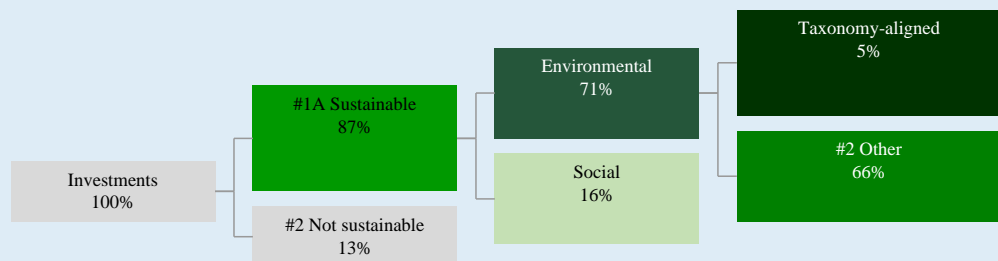 Investments
100%
#1A Sustainable
87%
#2 Not sustainable
13%
Environmental
71%
Social
16%
Taxonomy-aligned
5%
#2 Other
66%